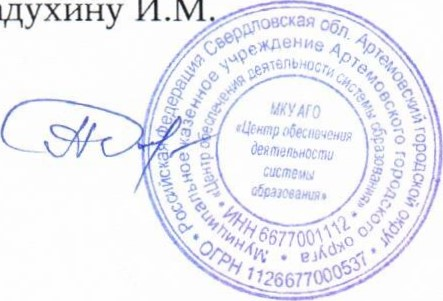 адухину И.М.
Российская Федерация Свердловская обл. Артемовский городской округ
• ОГРН 1126677000537 •
Муниципальное казенное учреждение Артемовского городского округа •
«Центр обеспечения деятельности системы образования»
• ИНН 6677001112 •
МКУ АГО
«Центр обеспечения
деятельности
системы
образования»